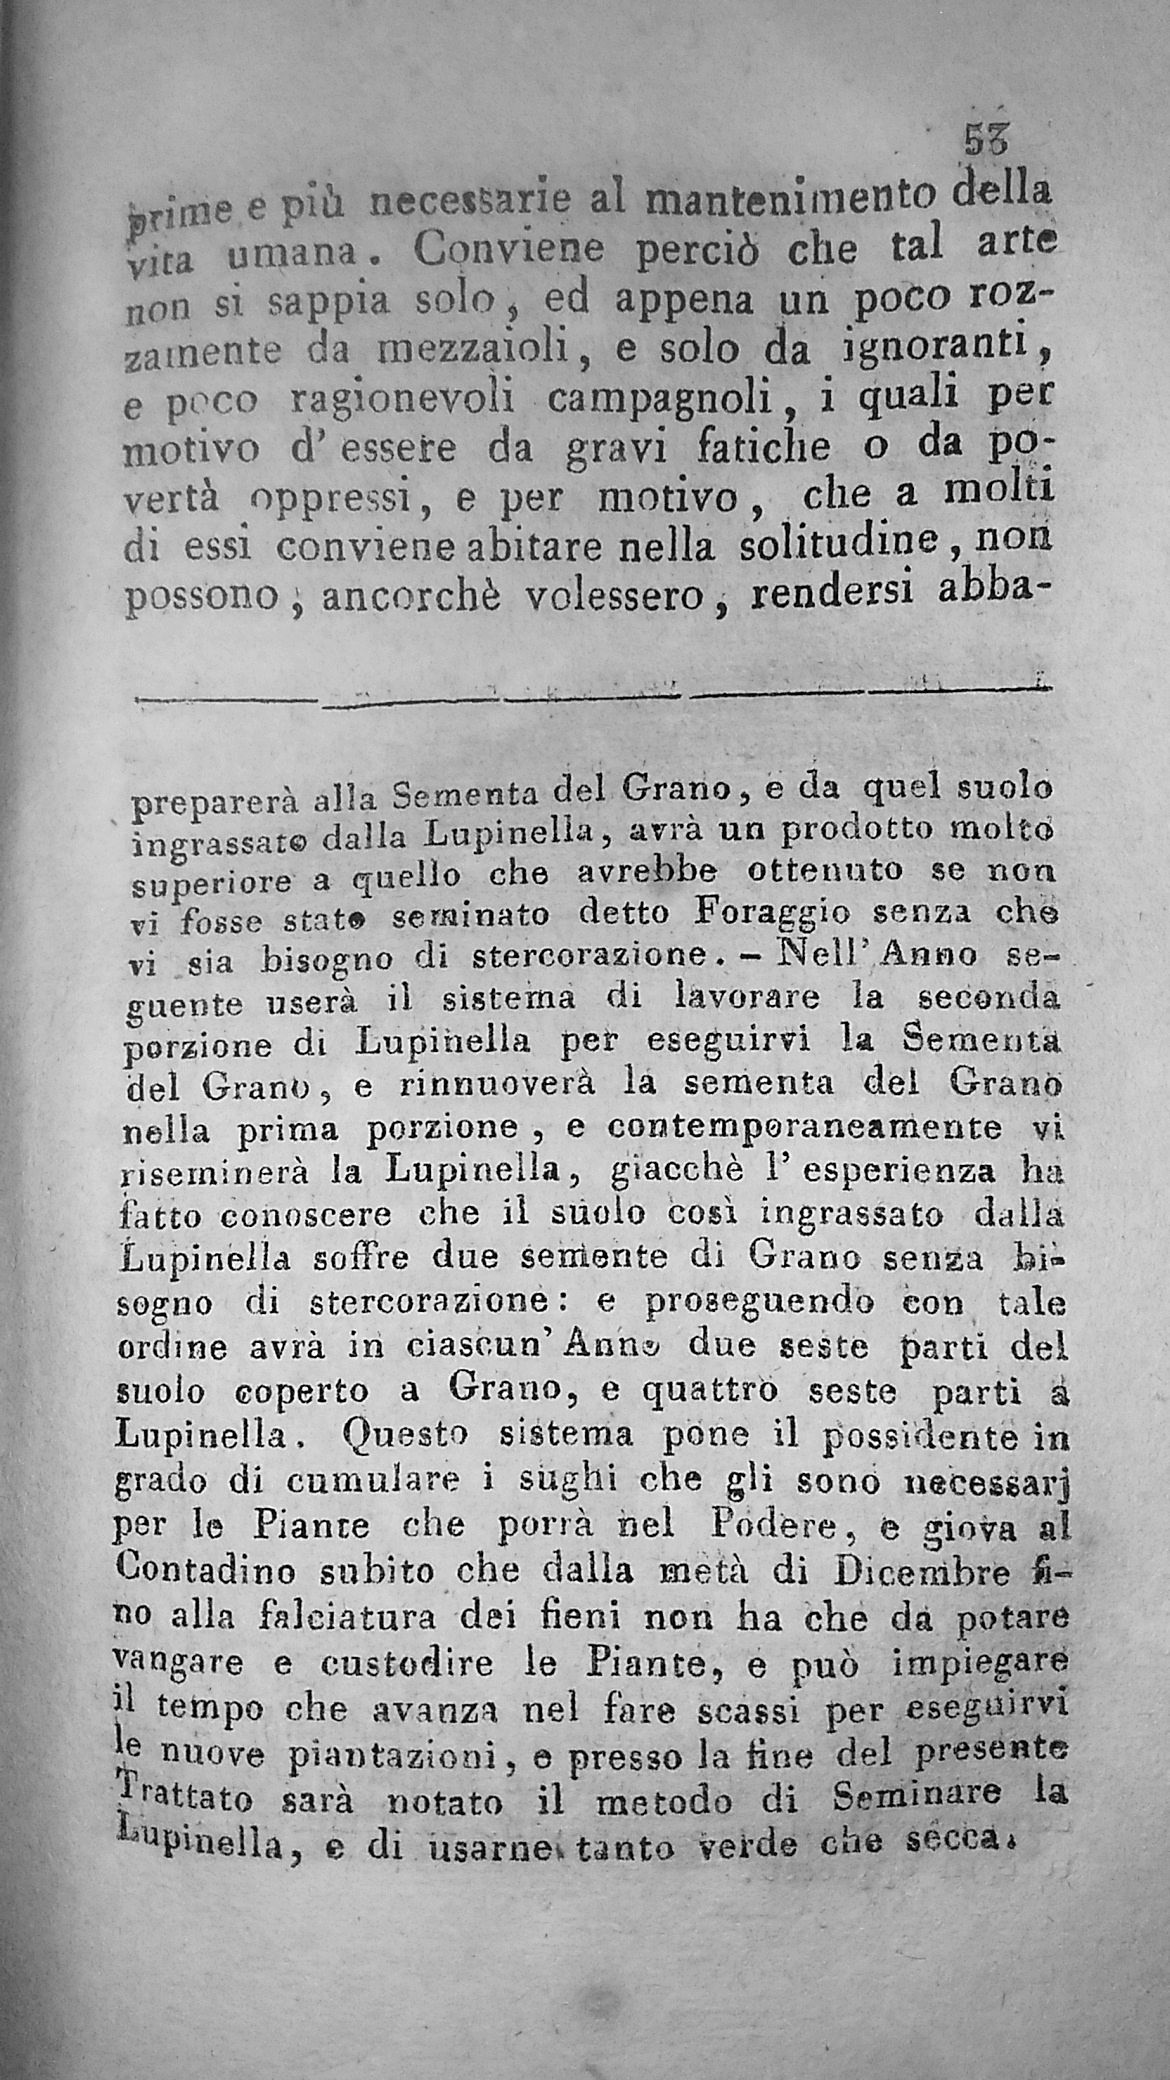 53
prime e più necessarie al mantenimento della
vita umana. Conviene perciò che tal arte
non si sappia solo, ed appena un poco roz-
zamente da mezzaioli, e solo da ignoranti,
e poco ragionevoli campagnoli, i quali per
motivo d' essere da gravi fatiche o da po-
vertà oppressi, e per motivo, che a molti
di essi conviene abitare nella solitudine, non
possono, ancorchè volessero, rendersi abba-
preparerà alla Sementa del Grano, e da quel suolo
ingrassato dalla Lupinella, avrà un prodotto molto
superiore a quello che avrebbe ottenuto se non
vi fosse stato seminato detto Foraggio senza che
vi sia bisogno di stercorazione. – Nell' Anno se-
guente userà il sistema di lavorare la seconda
porzione di Lupinella per eseguirvi la Sementa
del Grano, e rinnuoverà la sementa del Grano
nella prima porzione, e contemporaneamente vi
riseminerà la Lupinella, giacchè l' esperienza ha
fatto conoscere che il suolo così ingrassato dalla
Lupinella soffre due semente di Grano senza bi-
sogno di stercorazione: e proseguendo con tale
ordine avrà in ciascun' Anno due seste parti del
suolo coperto a Grano, e quattro seste parti a
Lupinella. Questo sistema pone il possidente in
grado di cumulare i sughi che gli sono necessarj
per le Piante che porrà nel Podere, e giova al
Contadino subito che dalla metà di Dicembre fi-
no alla falciatura dei fieni non ha che da potare
vangare e custodire le Piante, e può impiegare
il tempo che avanza nel fare scassi per eseguirvi
le nuove piantazioni, e presso la fine del presente
Trattato sarà notato il metodo di Seminare la
Lupinella, e di usarne tanto verde che secca.